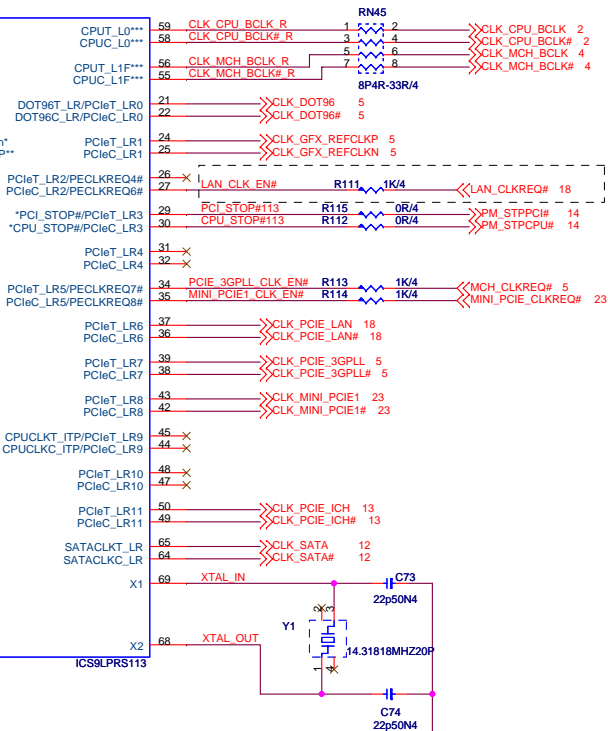 RN45
CPUT_L0*** 59 CLK_CPU_BCLK_R 1 2 CLK_CPU_BCLK 2
CPUC_L0*** 58 CLK_CPU_BCLK#_R 3 4 CLK_CPU_BCLK# 2
CPUT_L1F*** 56 CLK_MCH_BCLK_R 5 6 CLK_MCH_BCLK 4
CPUC_L1F*** 55 CLK_MCH_BCLK#_R 7 8 CLK_MCH_BCLK# 4
8P4R-33R/4
DOT96T_LR/PCIeT_LR0 21 CLK_DOT96 5
DOT96C_LR/PCIeC_LR0 22 CLK_DOT96# 5
PCIeT_LR1 24 CLK_GFX_REFCLKP 5
PCIeC_LR1 25 CLK_GFX_REFCLKN 5
PCIeT_LR2/PECLKREQ4# 26
PCIeC_LR2/PECLKREQ6# 27 LAN_CLK_EN# R111 1K/4 LAN_CLKREQ# 18
*PCI_STOP#/PCIeT_LR3 29 PCI_STOP#113 R115 0R/4 PM_STPPCI# 14
*CPU_STOP#/PCIeC_LR3 30 CPU_STOP#113 R112 0R/4 PM_STPCPU# 14
PCIeT_LR4 31
PCIeC_LR4 32
PCIeT_LR5/PECLKREQ7# 34 PCIE_3GPLL_CLK_EN# R113 1K/4 MCH_CLKREQ# 5
PCIeC_LR5/PECLKREQ8# 35 MINI_PCIE1_CLK_EN# R114 1K/4 MINI_PCIE_CLKREQ# 23
PCIeT_LR6 37 CLK_PCIE_LAN 18
PCIeC_LR6 36 CLK_PCIE_LAN# 18
PCIeT_LR7 39 CLK_PCIE_3GPLL 5
PCIeC_LR7 38 CLK_PCIE_3GPLL# 5
PCIeT_LR8 43 CLK_MINI_PCIE1 23
PCIeC_LR8 42 CLK_MINI_PCIE1# 23
CPUCLKT_ITP/PCIeT_LR9 45
CPUCLKC_ITP/PCIeC_LR9 44
PCIeT_LR10 48
PCIeC_LR10 47
PCIeT_LR11 50 CLK_PCIE_ICH 13
PCIeC_LR11 49 CLK_PCIE_ICH# 13
SATACLKT_LR 65 CLK_SATA 12
SATACLKC_LR 64 CLK_SATA# 12
X1 69 XTAL_IN C73
22p50N4
2 3
Y1
14.31818MHZ20P
1 4
X2 68 XTAL_OUT
ICS9LPRS113
C74
22p50N4